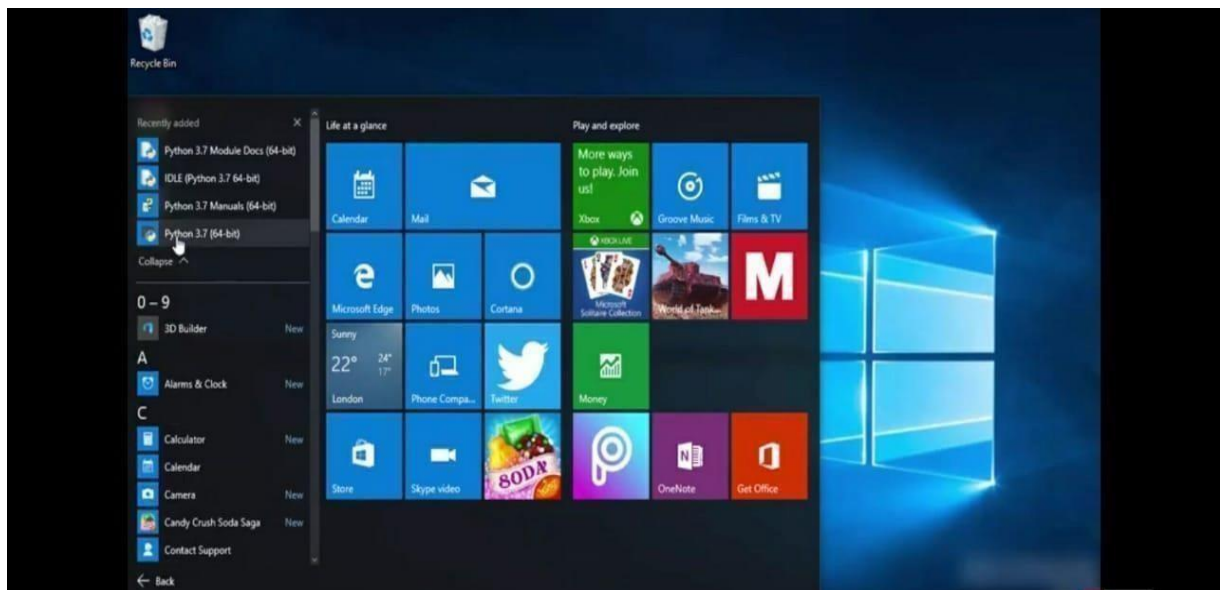 Recycle Bin
Recently added
Python 3.7 Module Docs (64-bit)
IDLE (Python 3.7 64-bit)
Python 3.7 Manuals (64-bit)
Python 3.7 (64-bit)
Collapse
0 – 9
3D Builder New
A
Alarms & Clock New
C
Calculator New
Calendar
Camera New
Candy Crush Soda Saga New
Contact Support
Back
Life at a glance
Calendar
Mail
Microsoft Edge
Photos
Cortana
Sunny
22° 24°
17°
London
Phone Compa...
Twitter
Store
Skype video
SODA
Play and explore
More ways
to play. Join
us!
Xbox
Groove Music
Films & TV
XBOX LIVE
Microsoft
Solitaire Collection
World of Tank...
M
Money
OneNote
Get Office